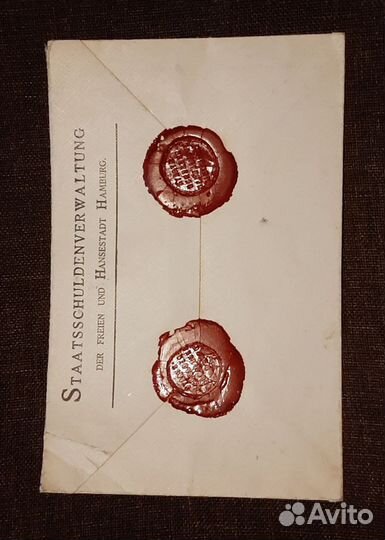 STAATSSCHULDENVERWALTUNG
DER FREIEN UND HANSESTADT HAMBURG.
Avito